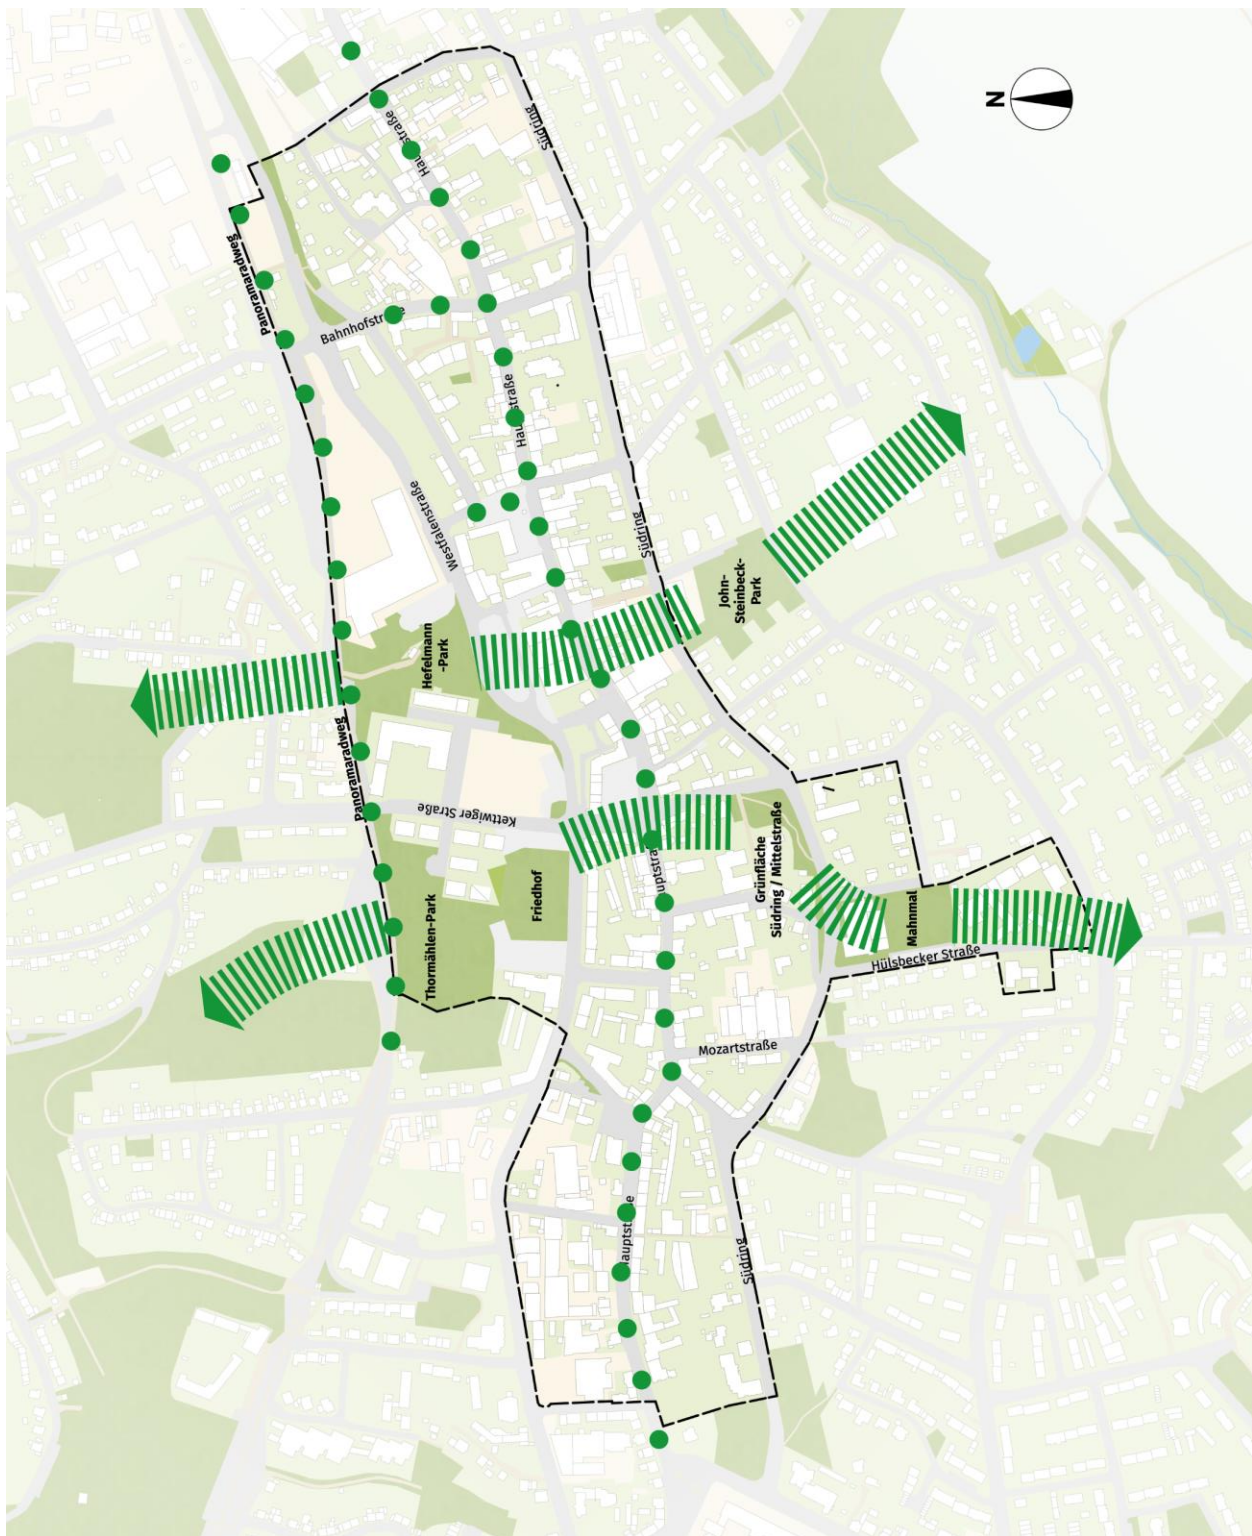 N
Hauptstraße
Südring
Panoramaradweg
Bahnhofstraße
Hauptstraße
Westfalenstraße
Südring
John-
Steinbeck-
Park
Hefelmann
-Park
Panoramaradweg
Kettwiger Straße
Hauptstraße
Grünfläche
Südring / Mittelstraße
Friedhof
Thormählen-Park
Mahnmal
Hülsbecker Straße
Mozartstraße
Hauptstraße
Südring